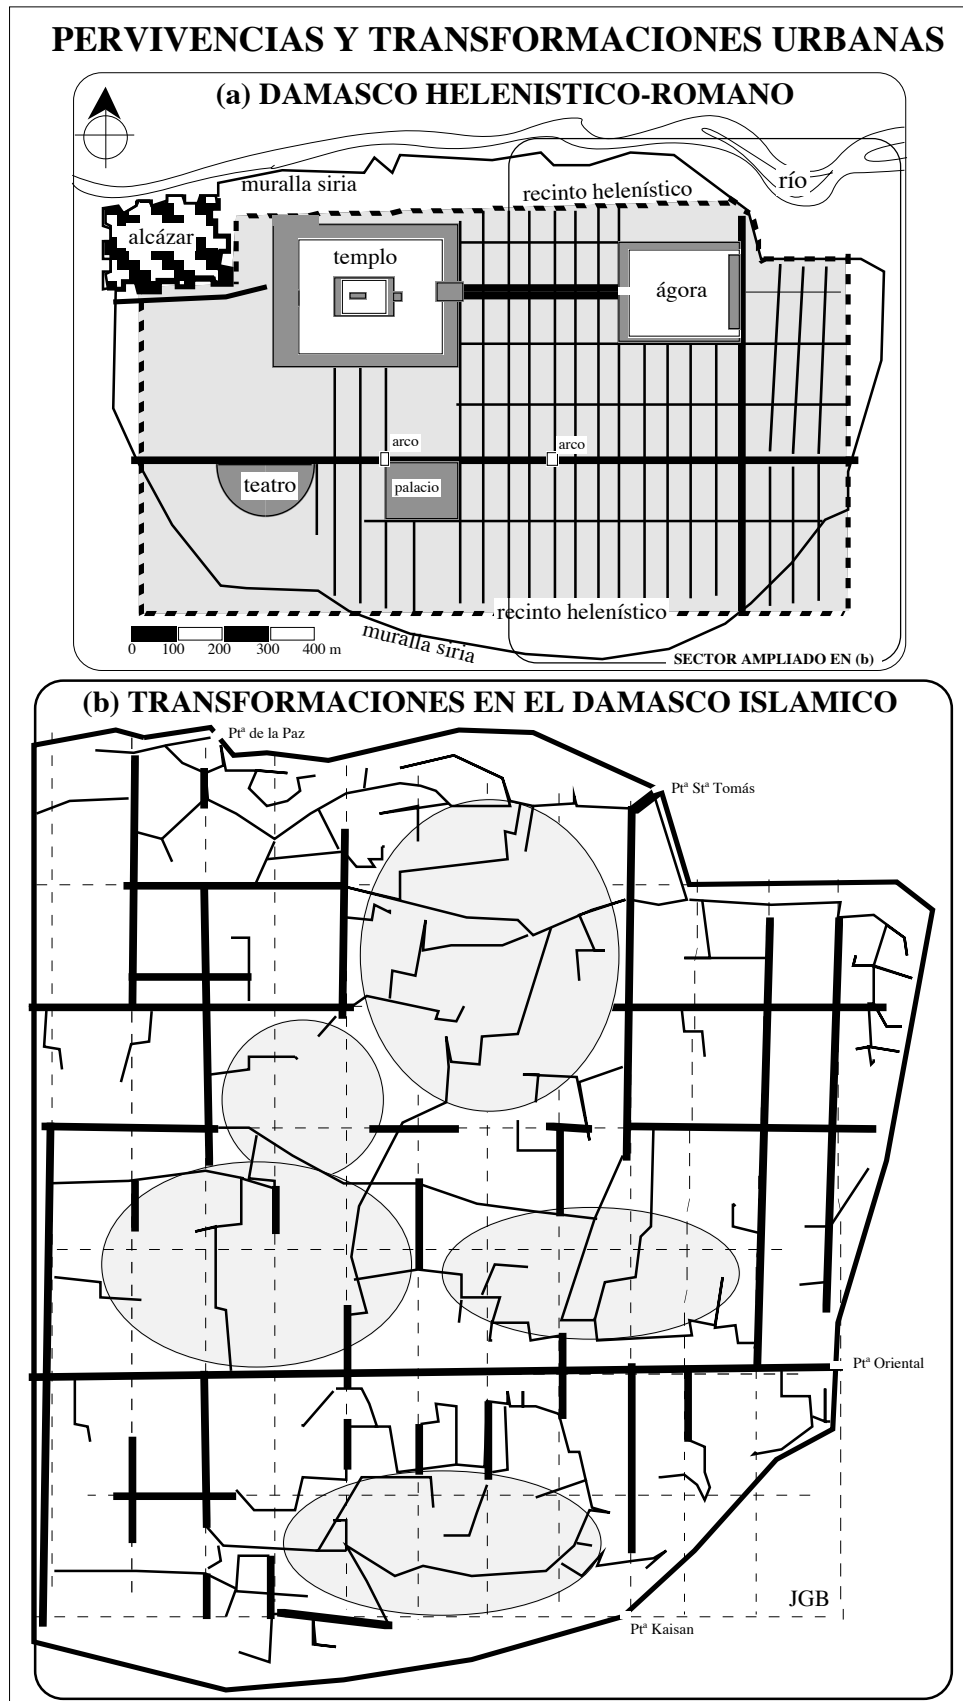 PERVIVENCIAS Y TRANSFORMACIONES URBANAS
(a) DAMASCO HELENISTICO-ROMANO
muralla siria
recinto helenístico
río
alcázar
templo
ágora
arco
arco
teatro
palacio
recinto helenístico
muralla siria
0 100 200 300 400 m
SECTOR AMPLIADO EN (b)
(b) TRANSFORMACIONES EN EL DAMASCO ISLAMICO
Ptª de la Paz
Ptª Stª Tomás
Ptª Oriental
JGB
Ptª Kaisan